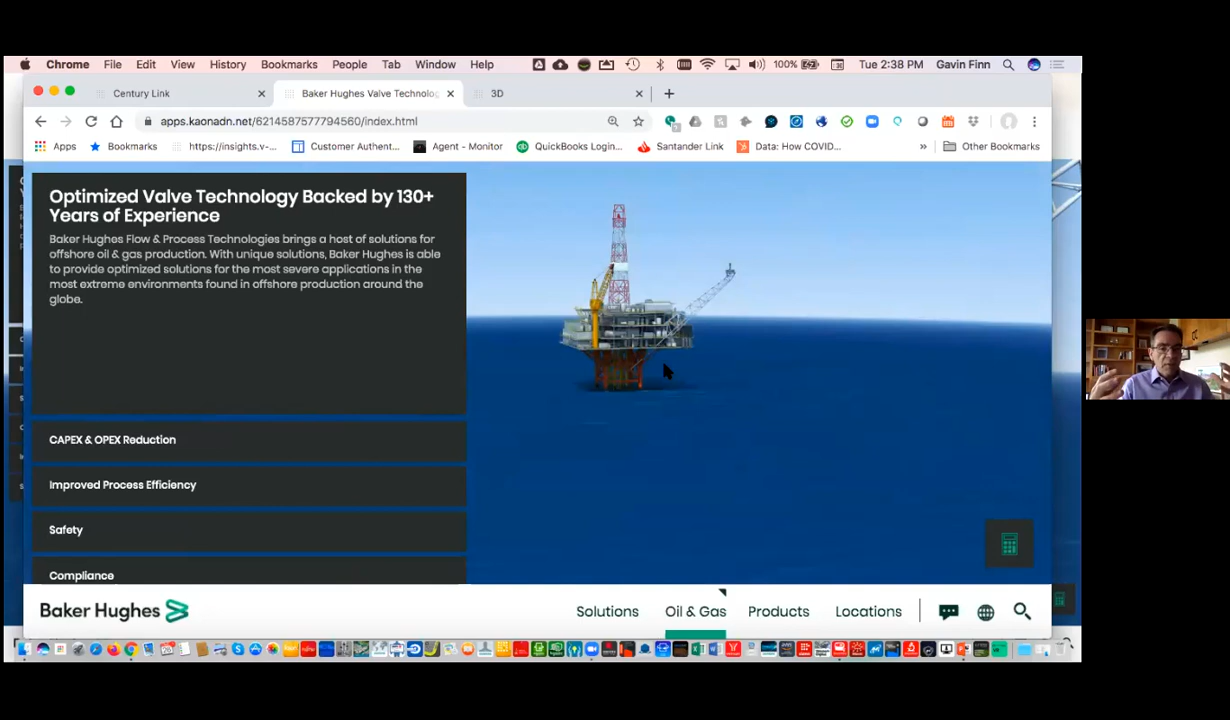 Chrome File Edit View History Bookmarks People Tab Window Help 100% Tue 2:38 PM Gavin Finn
Century Link Baker Hughes Valve Technolog 3D
apps.kaonadn.net/6214587577794560/index.html
Apps Bookmarks https://insights.v-... Customer Authent... Agent - Monitor QuickBooks Login... Santander Link Data: How COVID... » Other Bookmarks
Optimized Valve Technology Backed by 130+
Years of Experience
Baker Hughes Flow & Process Technologies brings a host of solutions for
offshore oil & gas production. With unique solutions, Baker Hughes is able
to provide optimized solutions for the most severe applications in the
most extreme environments found in offshore production around the
globe.
CAPEX & OPEX Reduction
Improved Process Efficiency
Safety
Compliance
Baker Hughes Solutions Oil & Gas Products Locations